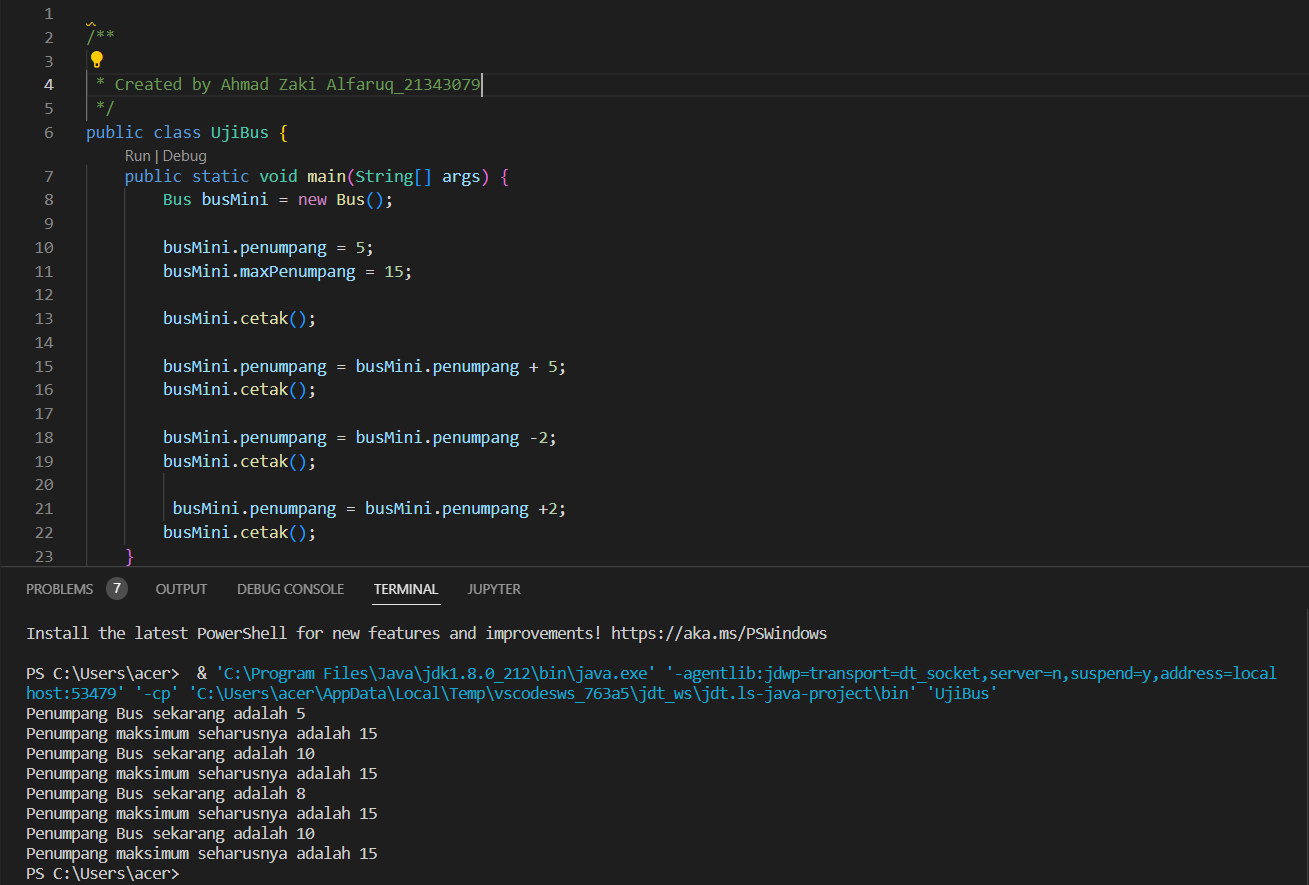 1
2 /**
3
4 * Created by Ahmad Zaki Alfaruq_21343079
5 */
6 public class UjiBus {
Run | Debug
7 public static void main(String[] args) {
8 Bus busMini = new Bus();
9
10 busMini.penumpang = 5;
11 busMini.maxPenumpang = 15;
12
13 busMini.cetak();
14
15 busMini.penumpang = busMini.penumpang + 5;
16 busMini.cetak();
17
18 busMini.penumpang = busMini.penumpang -2;
19 busMini.cetak();
20
21 busMini.penumpang = busMini.penumpang +2;
22 busMini.cetak();
23 }
PROBLEMS 7 OUTPUT DEBUG CONSOLE TERMINAL JUPYTER
Install the latest PowerShell for new features and improvements! https://aka.ms/PSWindows
PS C:\Users\acer> & 'C:\Program Files\Java\jdk1.8.0_212\bin\java.exe' '-agentlib:jdwp=transport=dt_socket,server=n,suspend=y,address=local
host:53479' '-cp' 'C:\Users\acer\AppData\Local\Temp\vscodesws_763a5\jdt_ws\jdt.ls-java-project\bin' 'UjiBus'
Penumpang Bus sekarang adalah 5
Penumpang maksimum seharusnya adalah 15
Penumpang Bus sekarang adalah 10
Penumpang maksimum seharusnya adalah 15
Penumpang Bus sekarang adalah 8
Penumpang maksimum seharusnya adalah 15
Penumpang Bus sekarang adalah 10
Penumpang maksimum seharusnya adalah 15
PS C:\Users\acer>